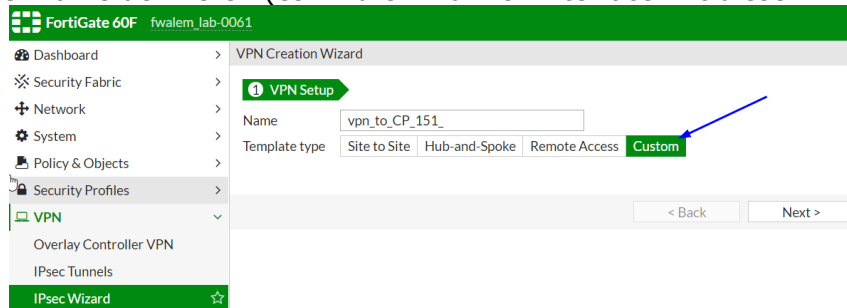 FortiGate 60F fwalem_lab-0061
Dashboard
Security Fabric
Network
System
Policy & Objects
Security Profiles
VPN
Overlay Controller VPN
IPsec Tunnels
IPsec Wizard
VPN Creation Wizard
1 VPN Setup
Name vpn_to_CP_151_
Template type Site to Site Hub-and-Spoke Remote Access Custom
< Back Next >